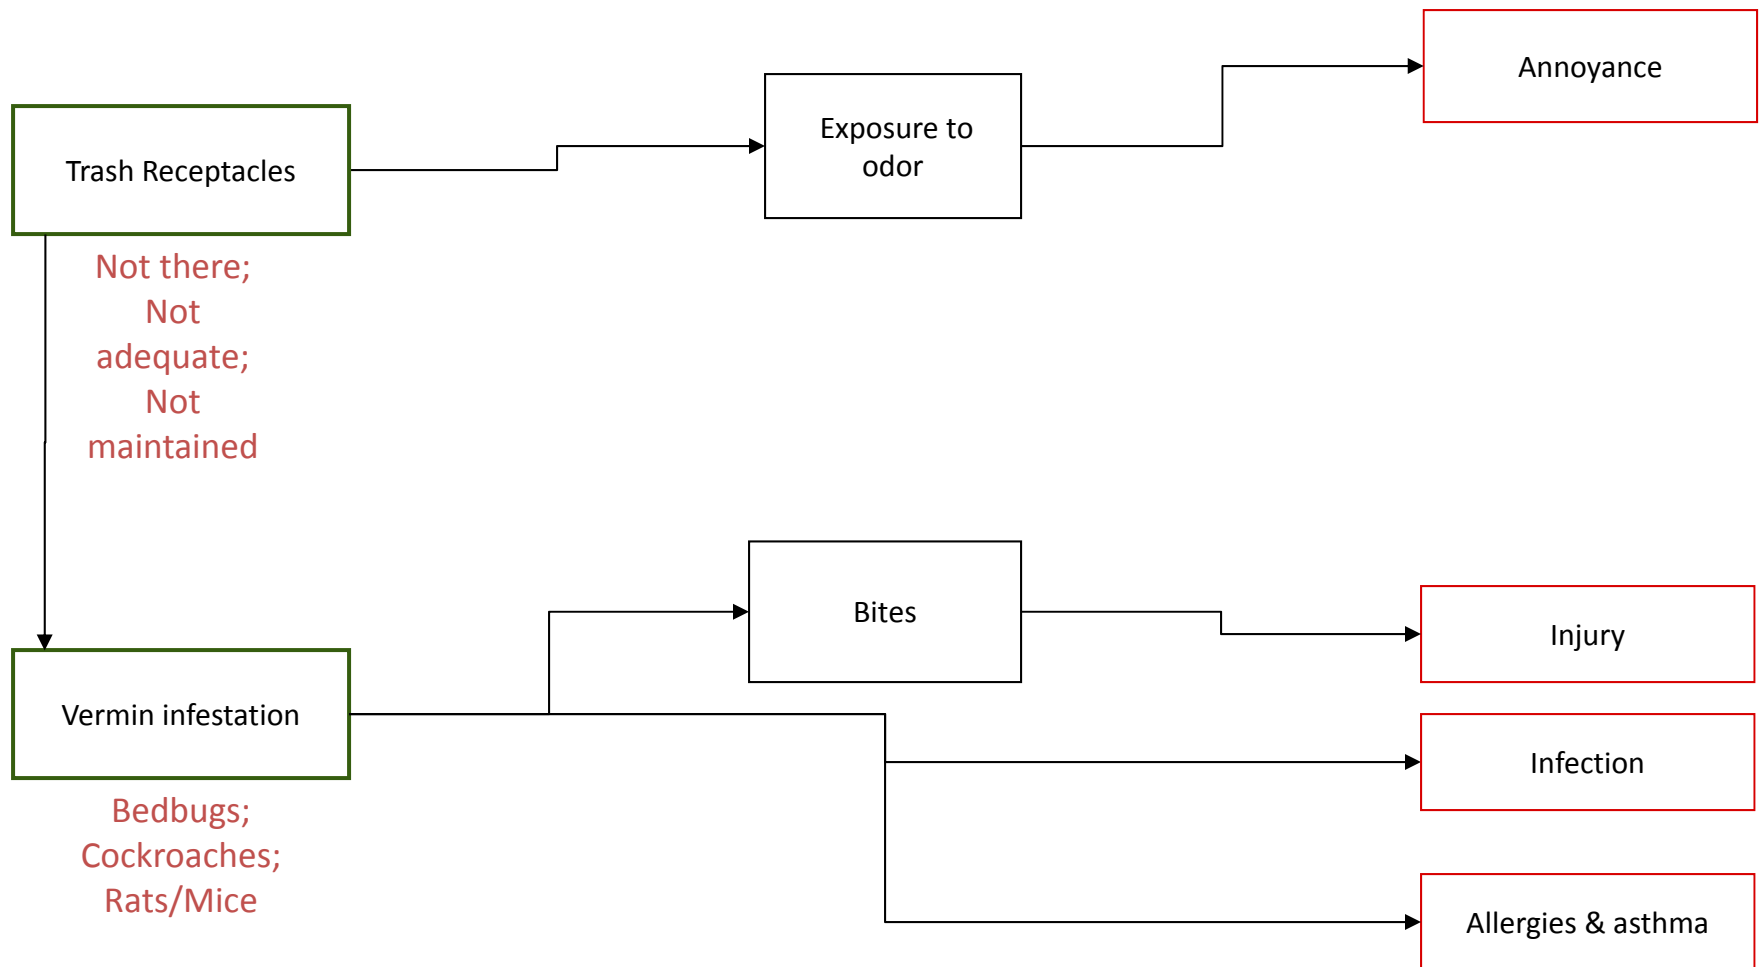 Annoyance
Exposure to
odor
Trash Receptacles
Not there;
Not
adequate;
Not
maintained
Bites
Injury
Vermin infestation
Infection
Bedbugs;
Cockroaches;
Rats/Mice
Allergies & asthma